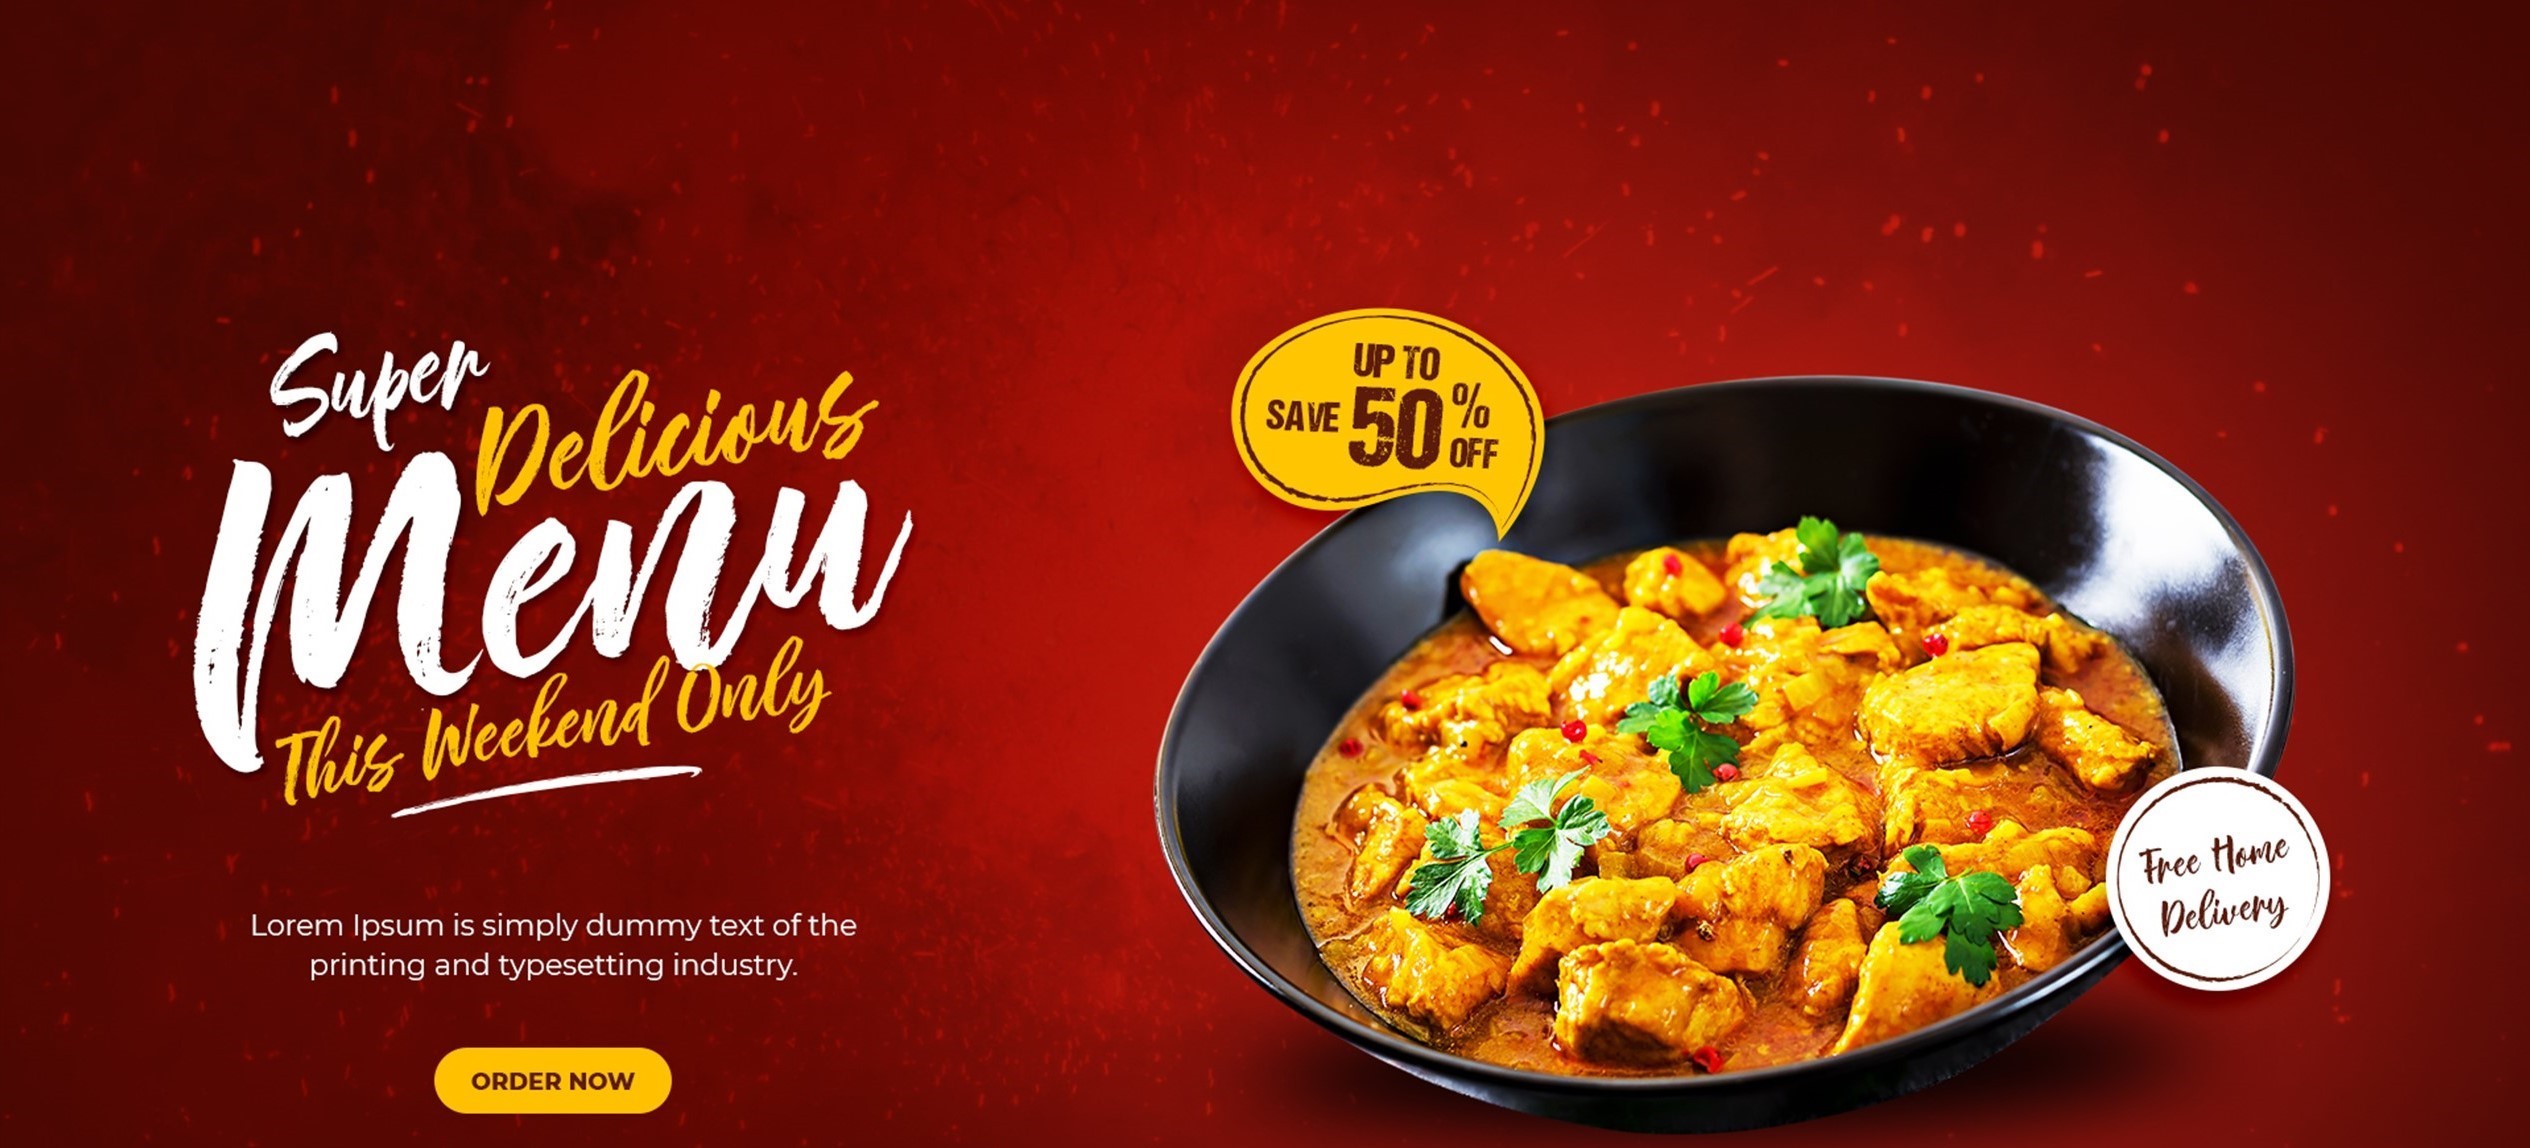 Super
Delicious
Menu
This Weekend Only
Lorem Ipsum is simply dummy text of the
printing and typesetting industry.
ORDER NOW
UP TO
SAVE 50%
OFF
Free Home
Delivery